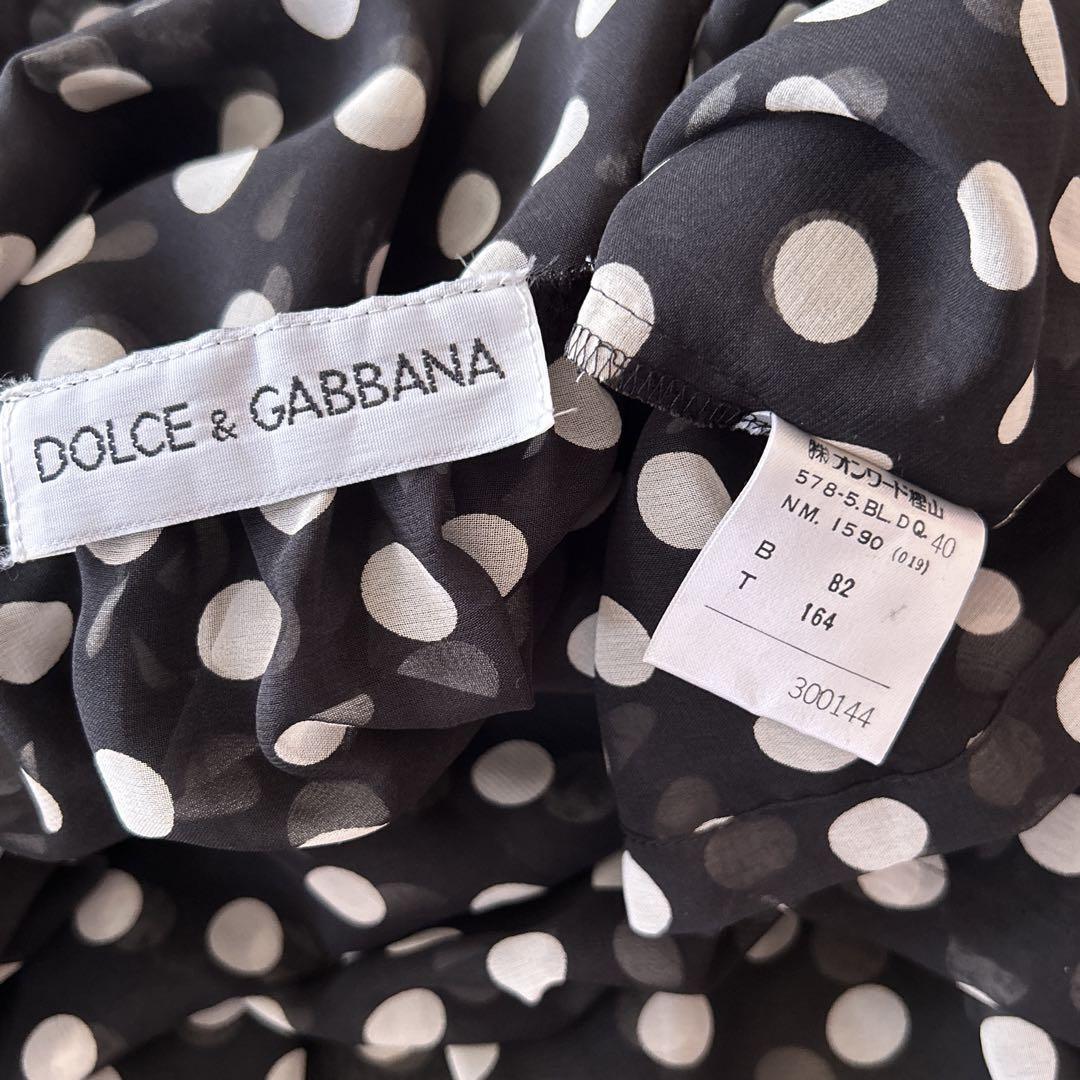 DOLCE & GABBANA
㈱オンワード樫山
578-5.BL.DQ.40
NM. 1590 (019)
B 82
T 164
300144